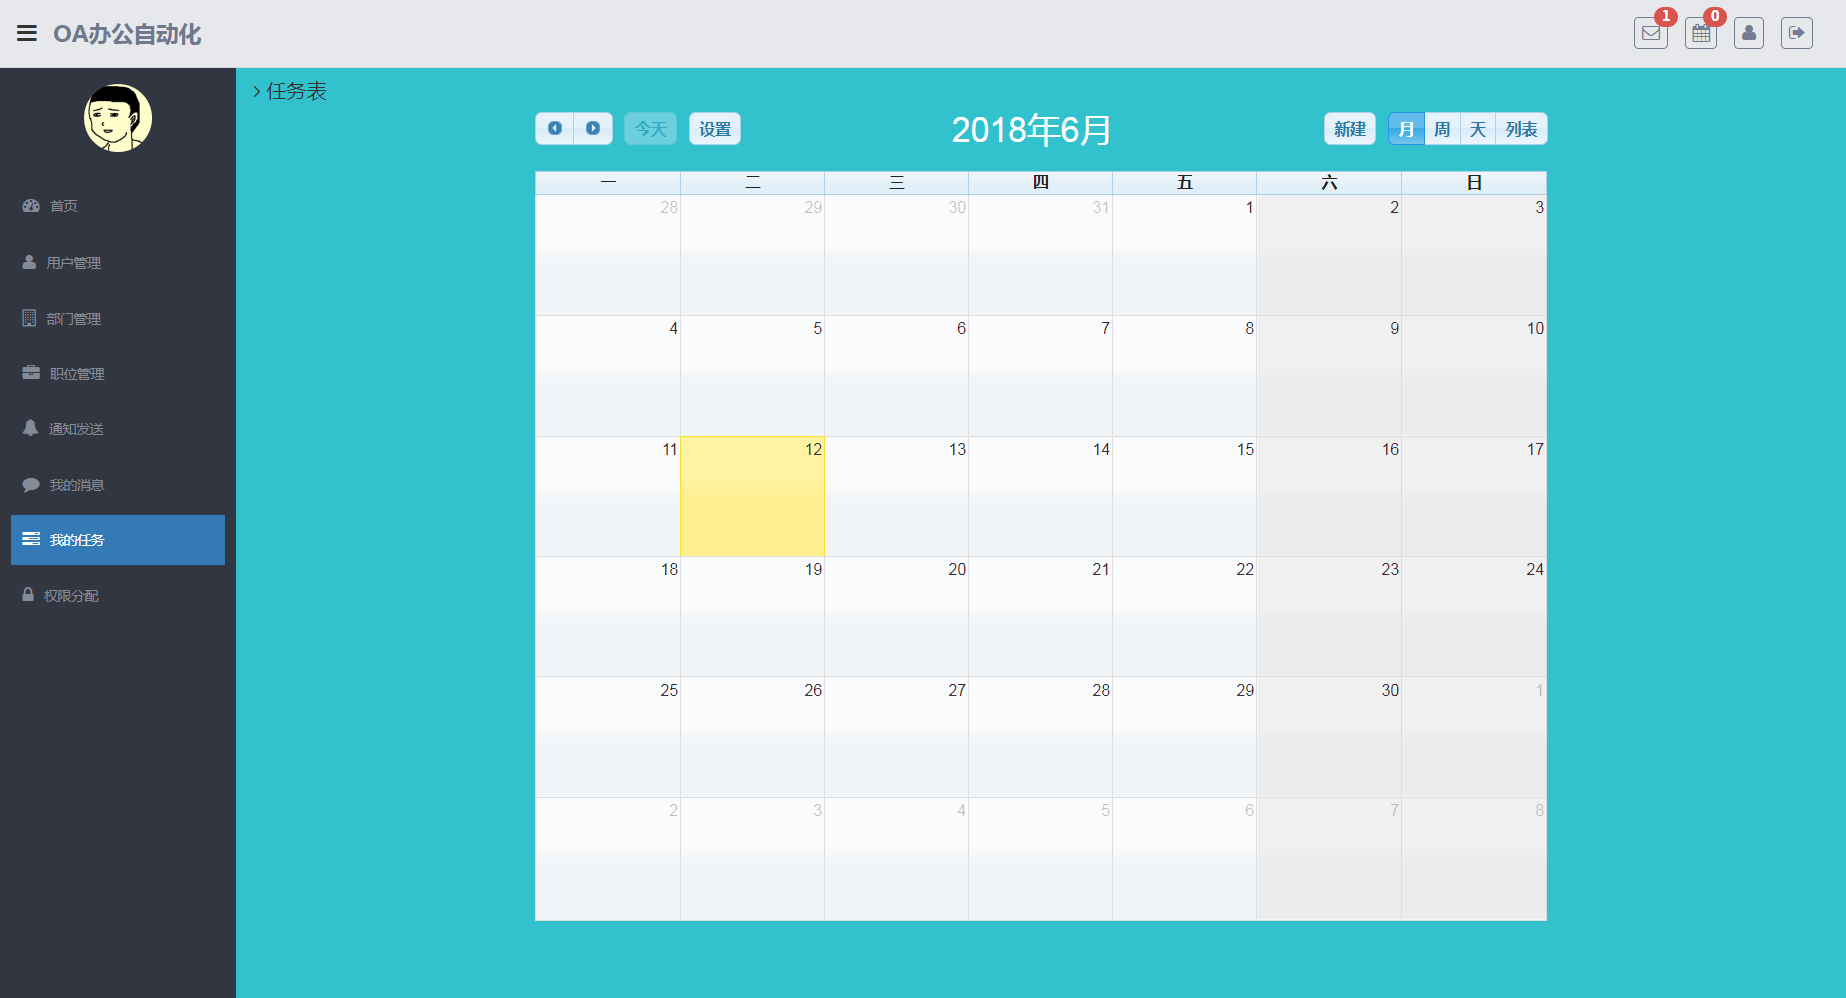 OA办公自动化
1
0
首页
用户管理
部门管理
职位管理
通知发送
我的消息
我的任务
权限分配
任务表
今天 设置 2018年6月 新建 月 周 天 列表
一 二 三 四 五 六 日
28 29 30 31 1 2 3
4 5 6 7 8 9 10
11 12 13 14 15 16 17
18 19 20 21 22 23 24
25 26 27 28 29 30 1
2 3 4 5 6 7 8